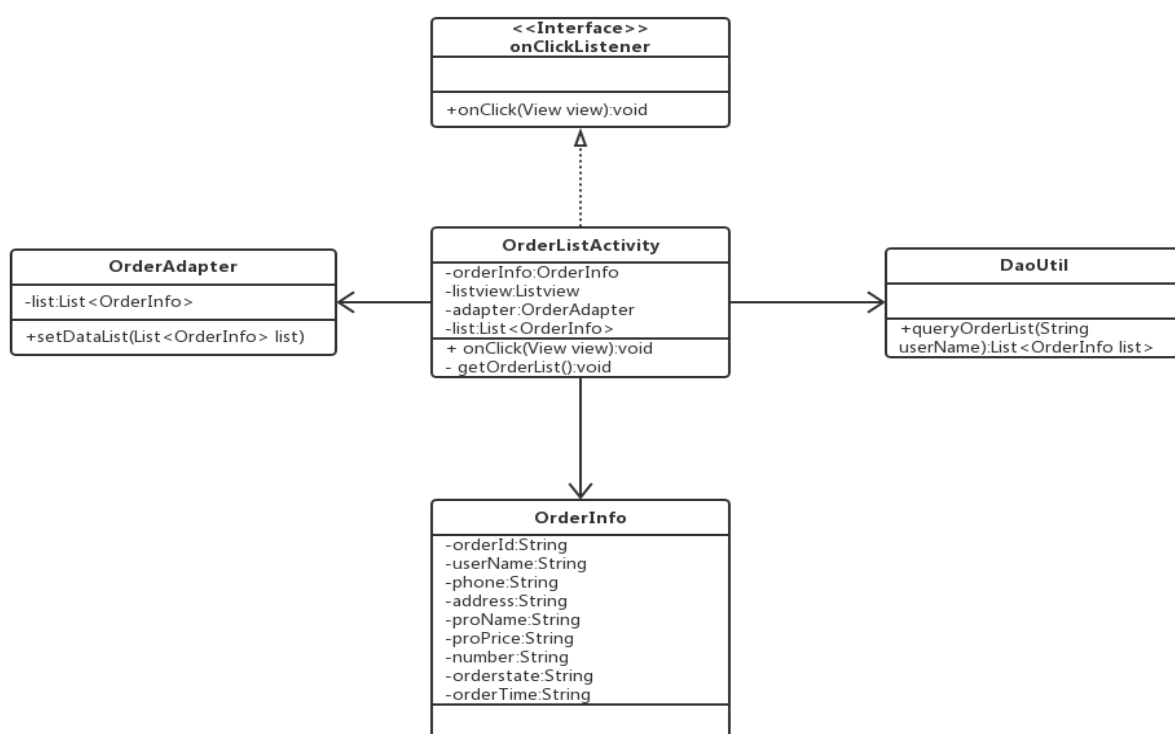 <<Interface>>
onClickListener
+onClick(View view):void
OrderAdapter
-list:List<OrderInfo>
+setDataList(List<OrderInfo> list)
OrderListActivity
-orderInfo:OrderInfo
-listview:Listview
-adapter:OrderAdapter
-list:List<OrderInfo>
+ onClick(View view):void
- getOrderList():void
DaoUtil
+queryOrderList(String
userName):List<OrderInfo list>
OrderInfo
-orderId:String
-userName:String
-phone:String
-address:String
-proName:String
-proPrice:String
-number:String
-orderstate:String
-orderTime:String